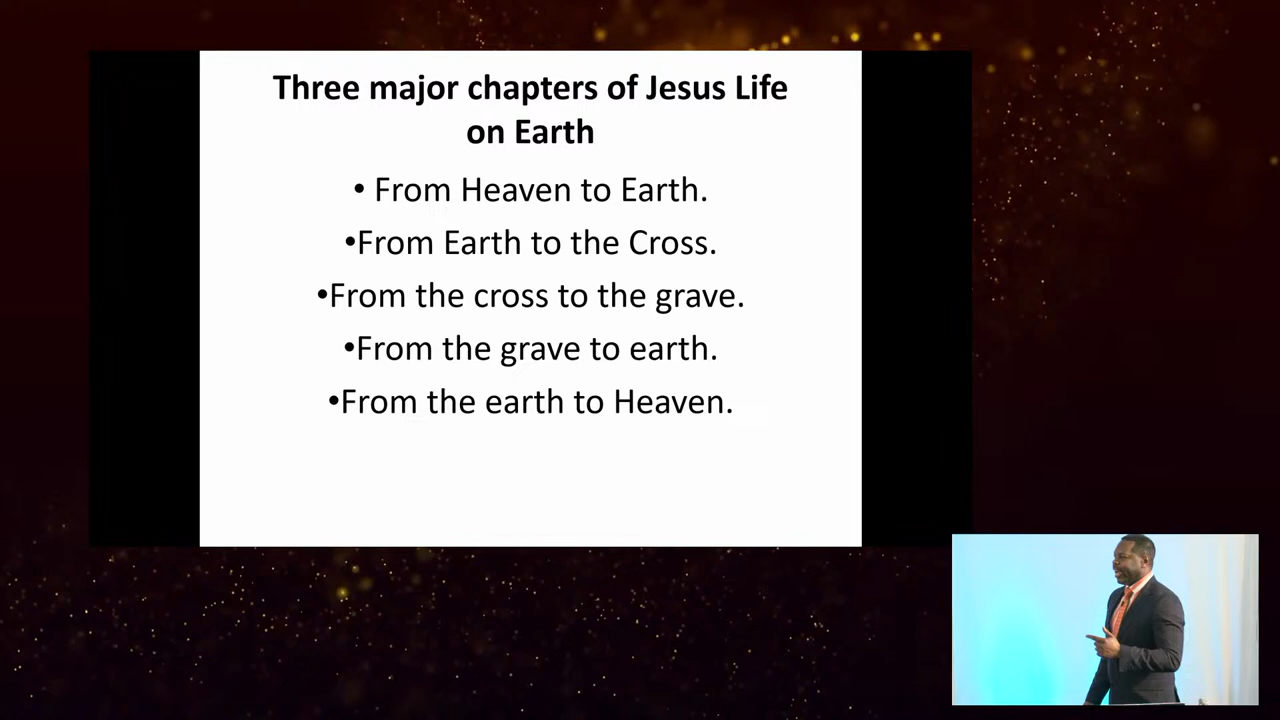 Three major chapters of Jesus Life
on Earth
• From Heaven to Earth.
•From Earth to the Cross.
•From the cross to the grave.
•From the grave to earth.
•From the earth to Heaven.